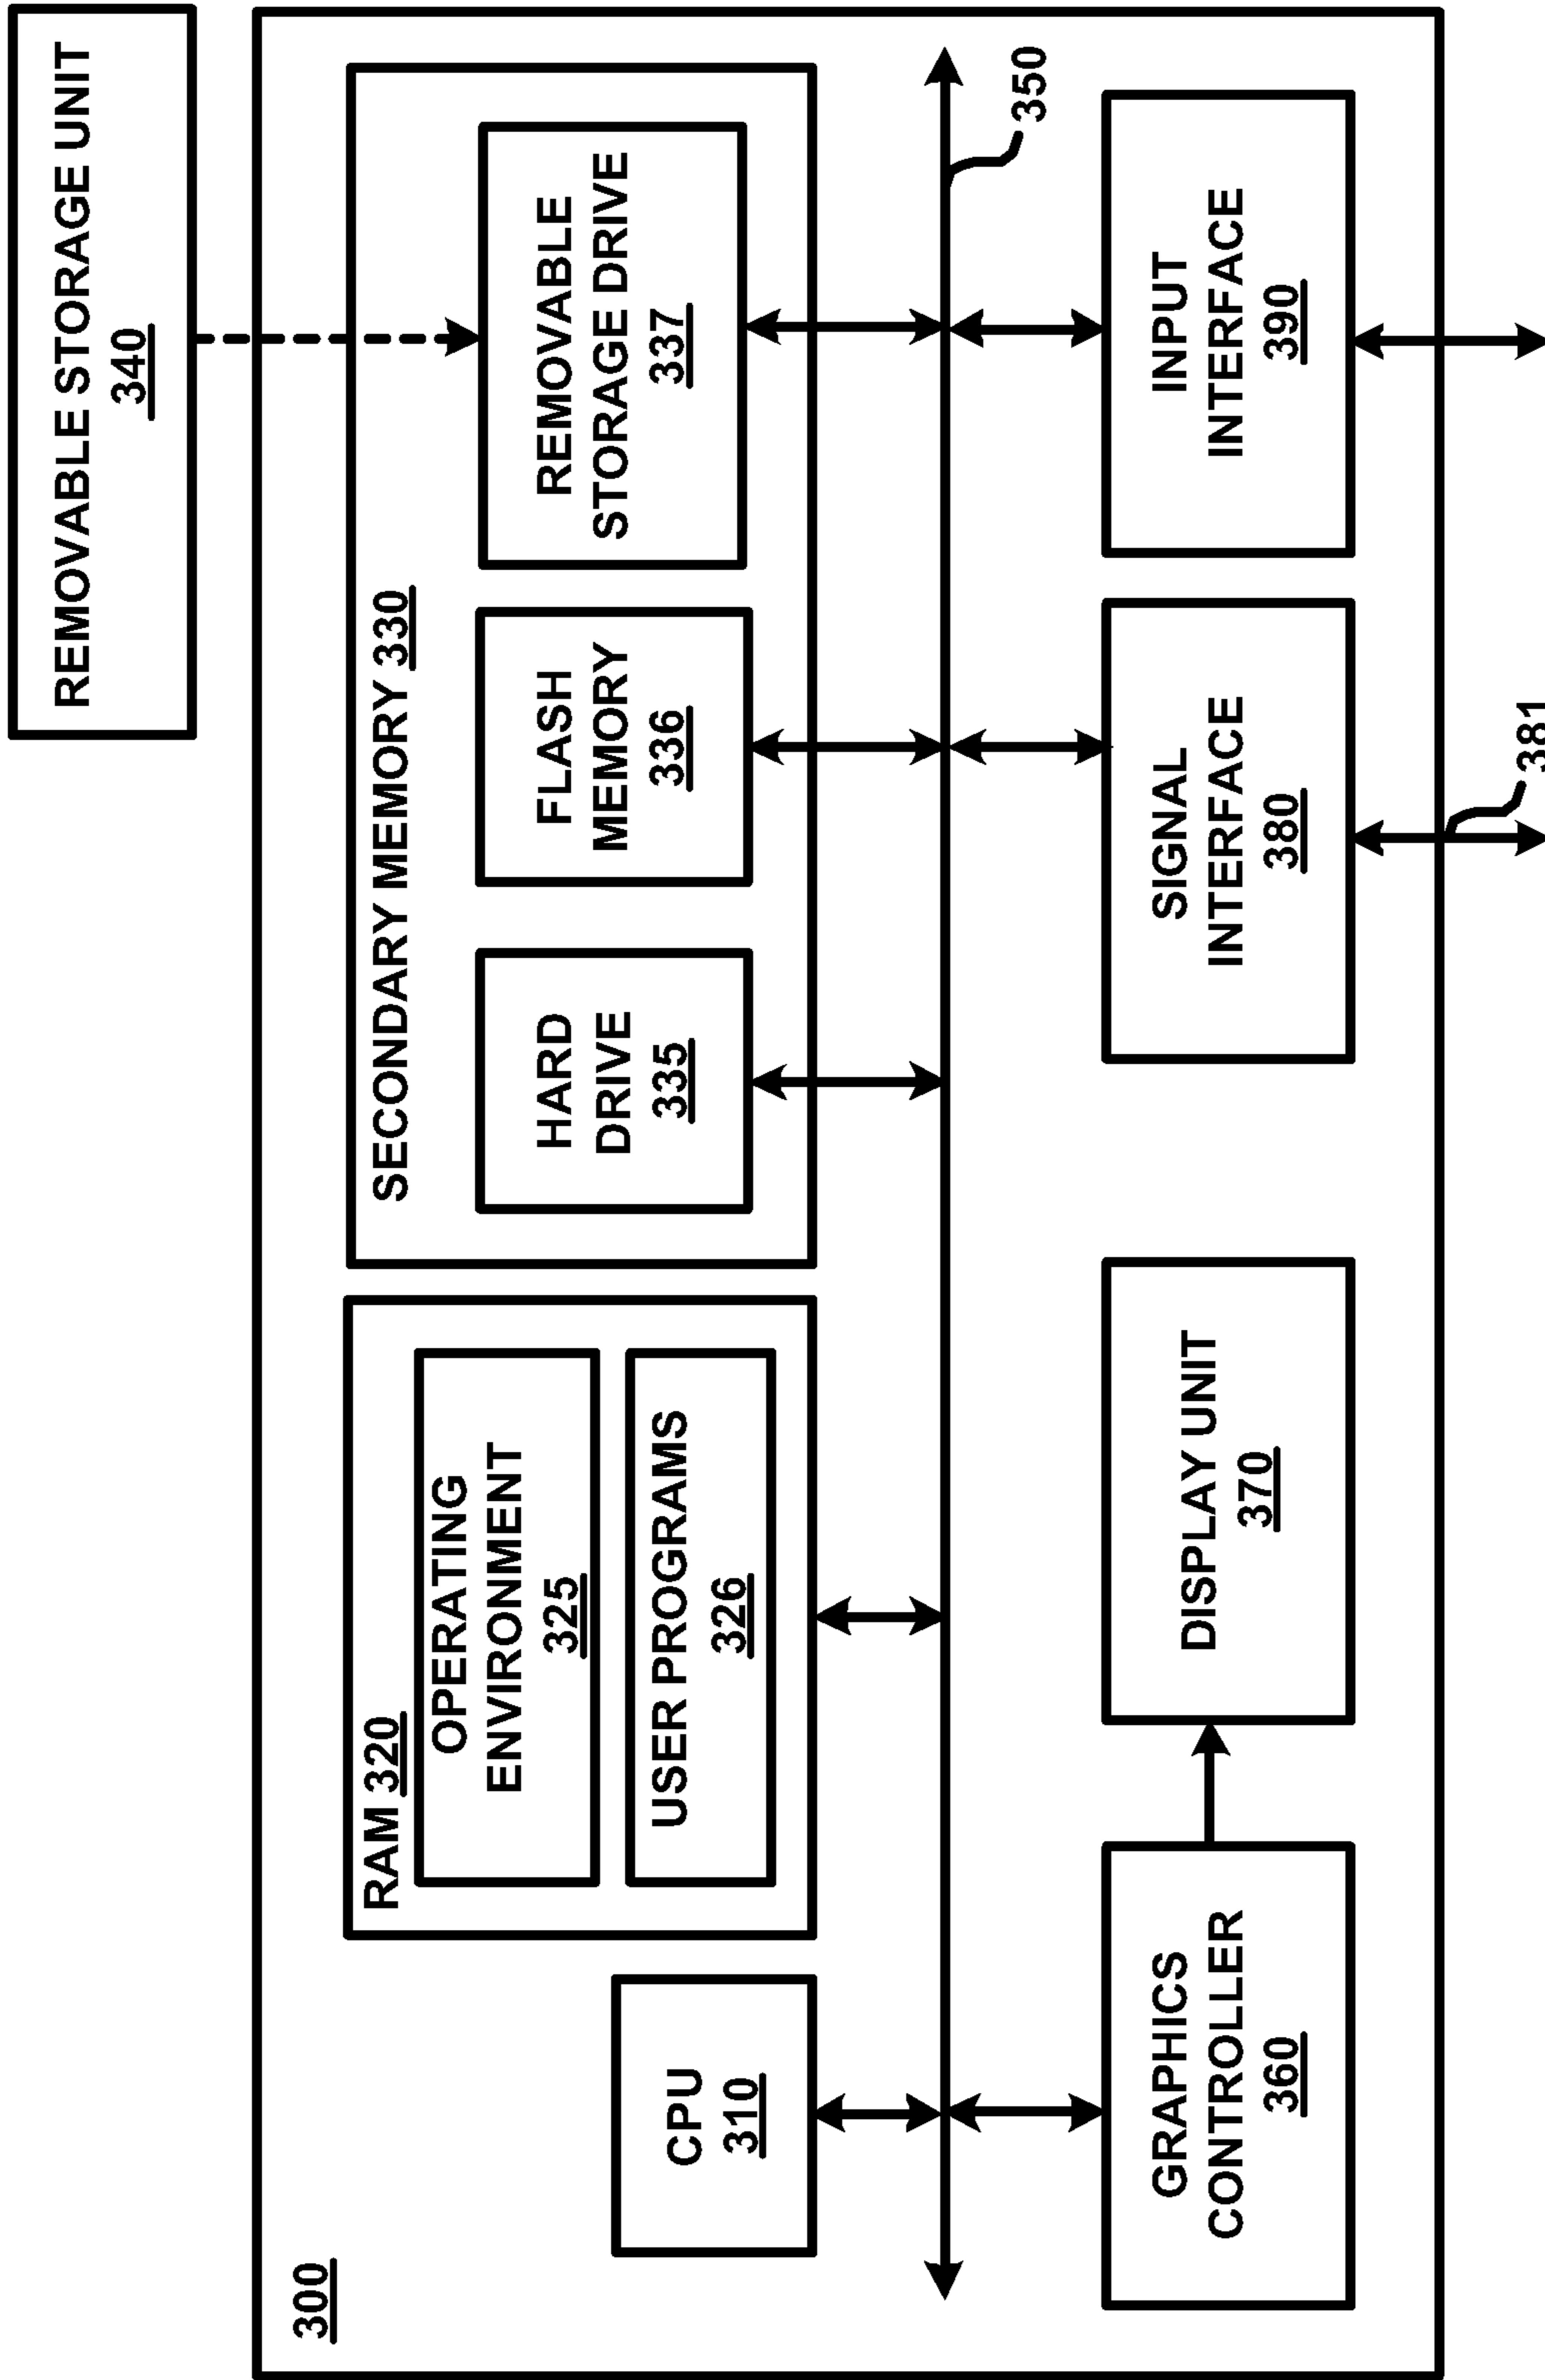 REMOVABLE STORAGE UNIT
340
300
CPU
310
RAM 320
OPERATING
ENVIRONMENT
325
USER PROGRAMS
326
SECONDARY MEMORY 330
HARD
DRIVE
335
FLASH
MEMORY
336
REMOVABLE
STORAGE DRIVE
337
350
GRAPHICS
CONTROLLER
360
DISPLAY UNIT
370
SIGNAL
INTERFACE
380
INPUT
INTERFACE
390
381